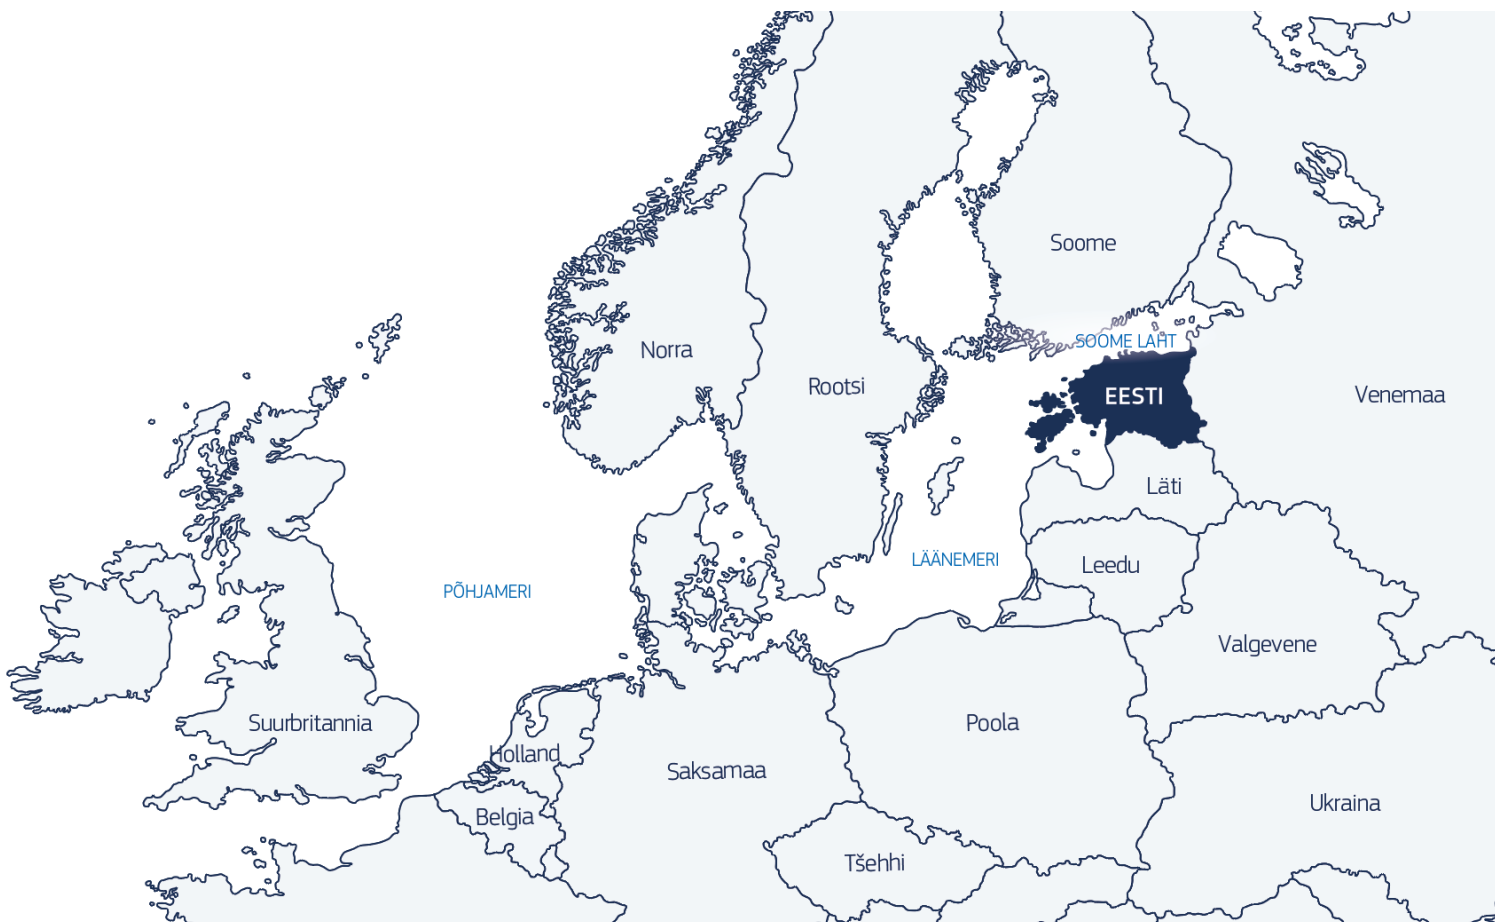 Soome
SOOME LAHT
Norra
Rootsi
EESTI
Venemaa
Läti
LÄÄNEMERI
Leedu
PÕHJAMERI
Valgevene
Suurbritannia
Poola
Holland
Saksamaa
Ukraina
Belgia
Tšehhi